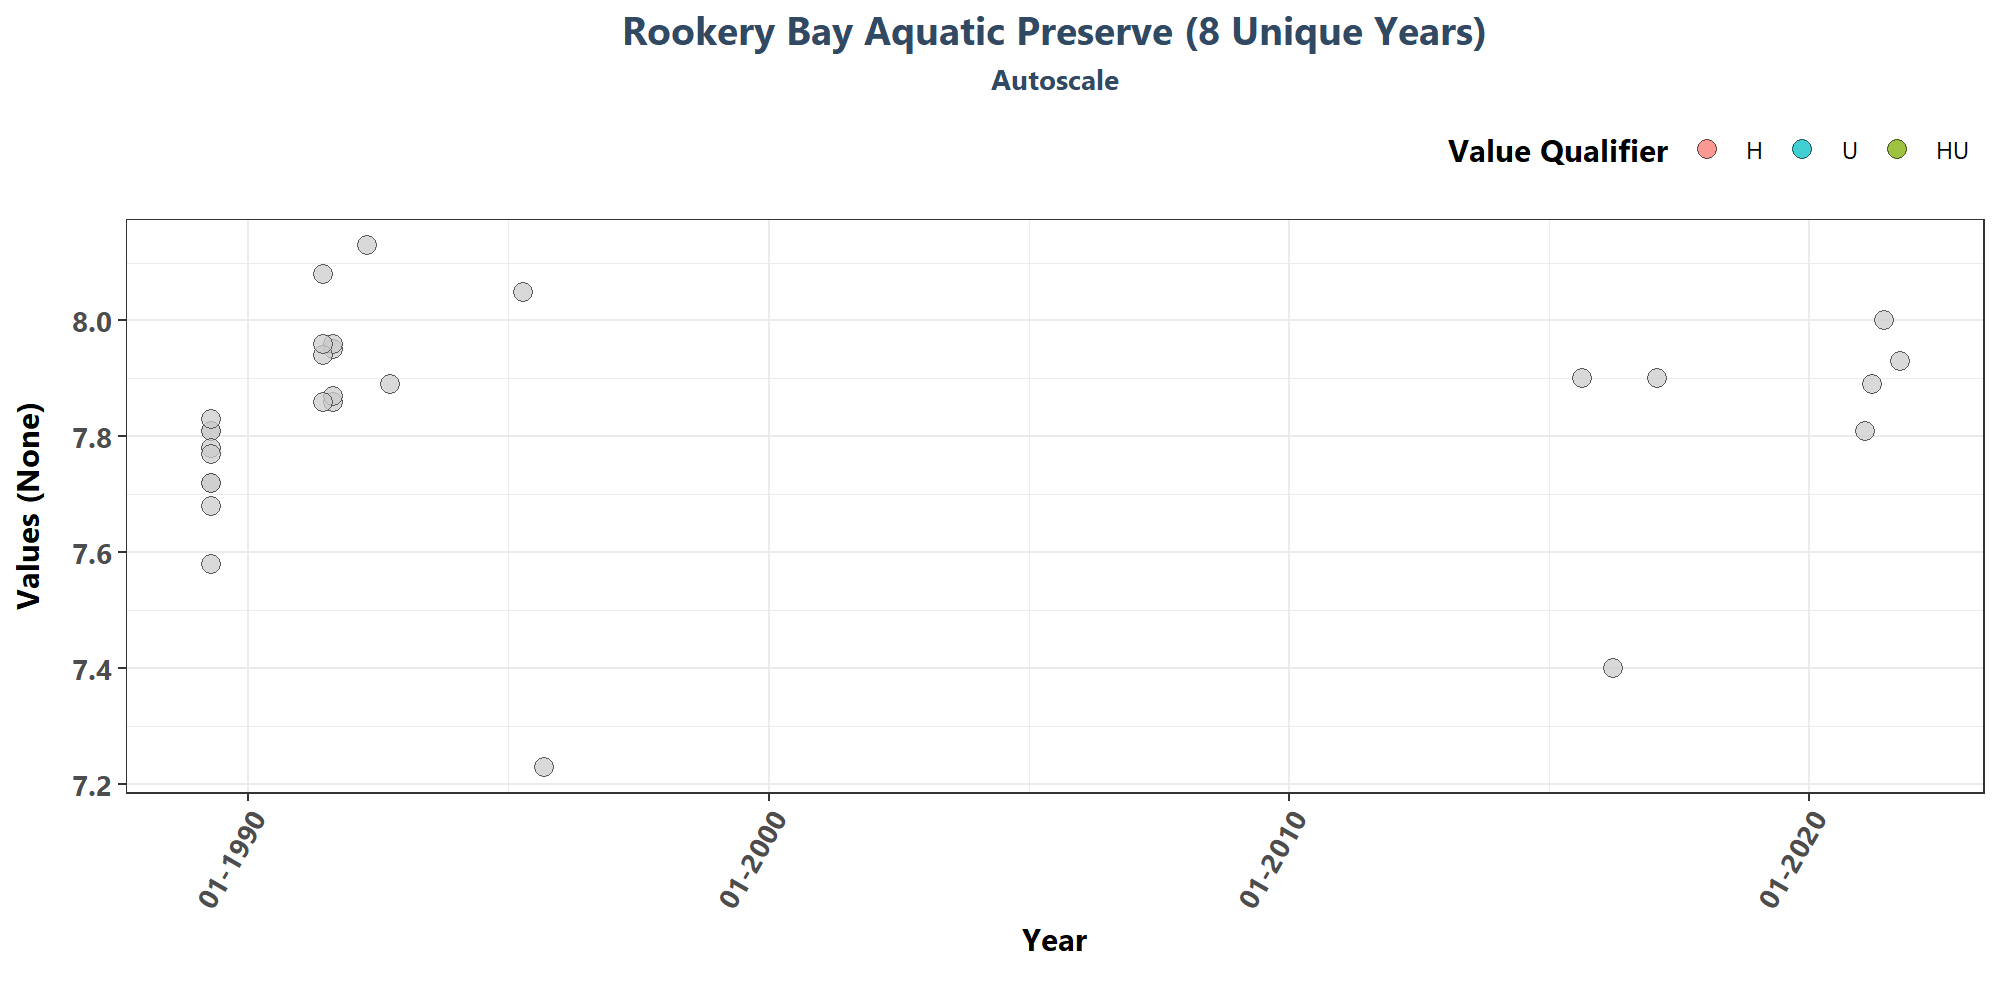 Rookery Bay Aquatic Preserve (8 Unique Years)
Autoscale
Value Qualifier H U HU
Values (None)
8.0
7.8
7.6
7.4
7.2
01-1990 01-2000 01-2010 01-2020
Year